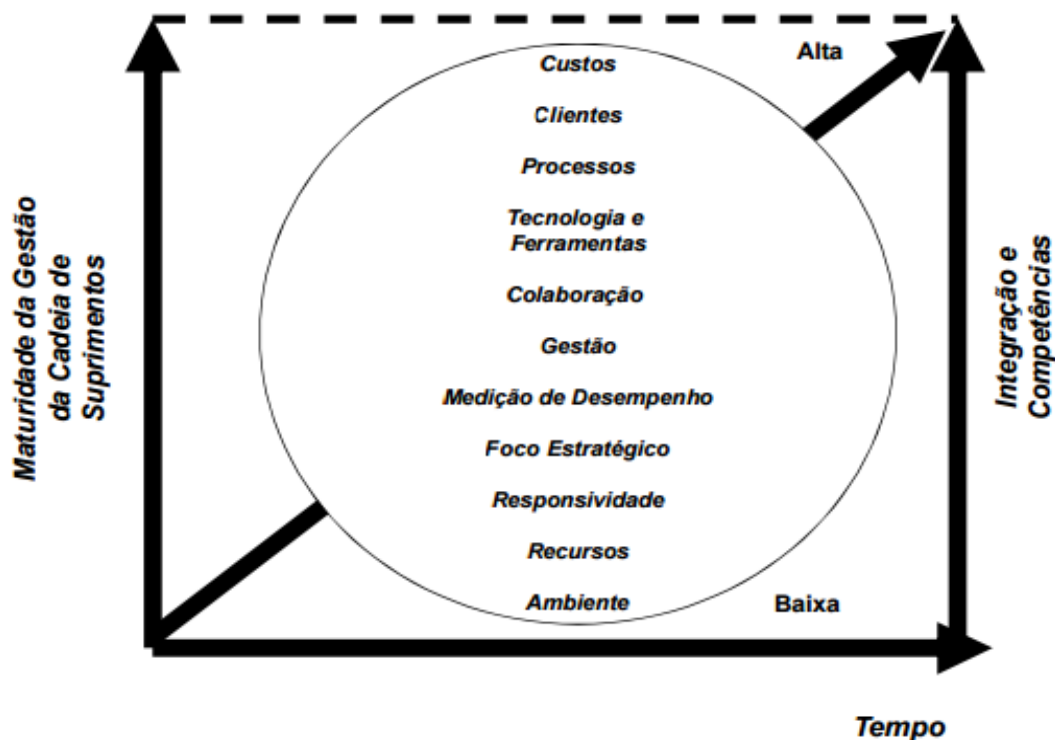 Alta
Custos
Clientes
Processos
Tecnologia e
Ferramentas
Colaboração
Gestão
Medição de Desempenho
Foco Estratégico
Responsividade
Recursos
Ambiente
Baixa
Maturidade da Gestão
da Cadeia de
Suprimentos
Integração e
Competências
Tempo